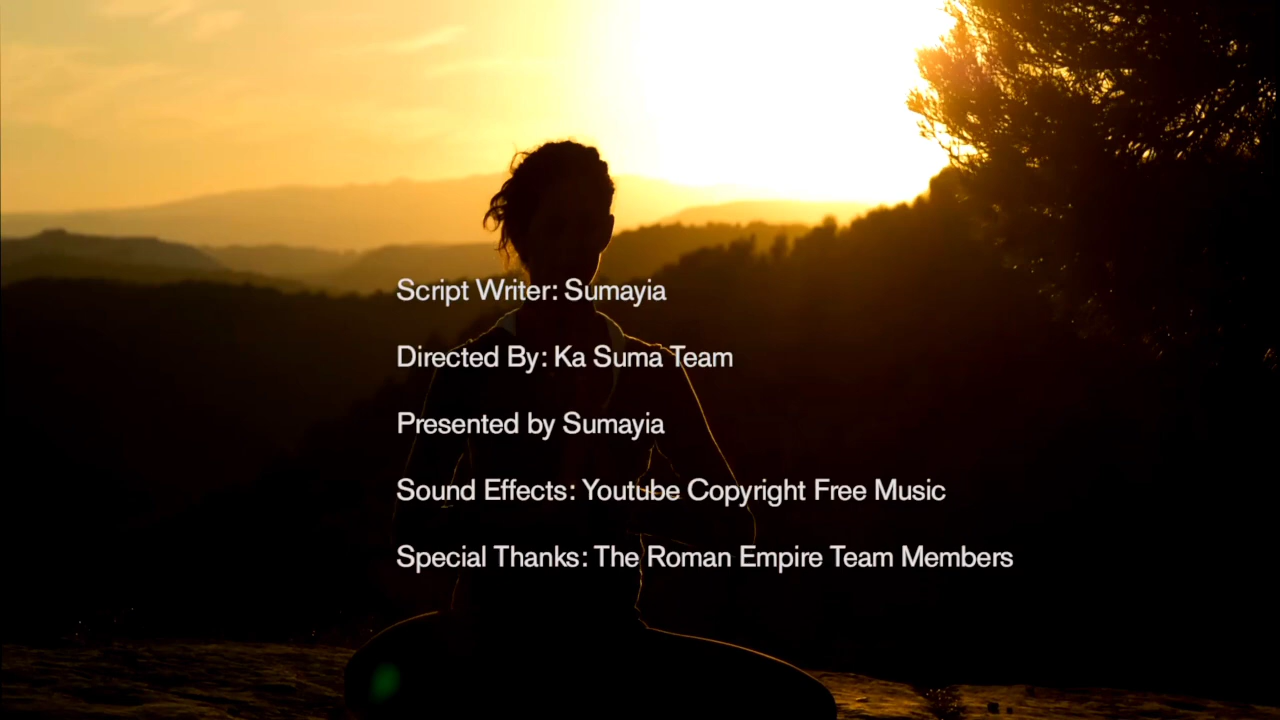 Script Writer: Sumayia
Directed By: Ka Suma Team
Presented by Sumayia
Sound Effects: Youtube Copyright Free Music
Special Thanks: The Roman Empire Team Members